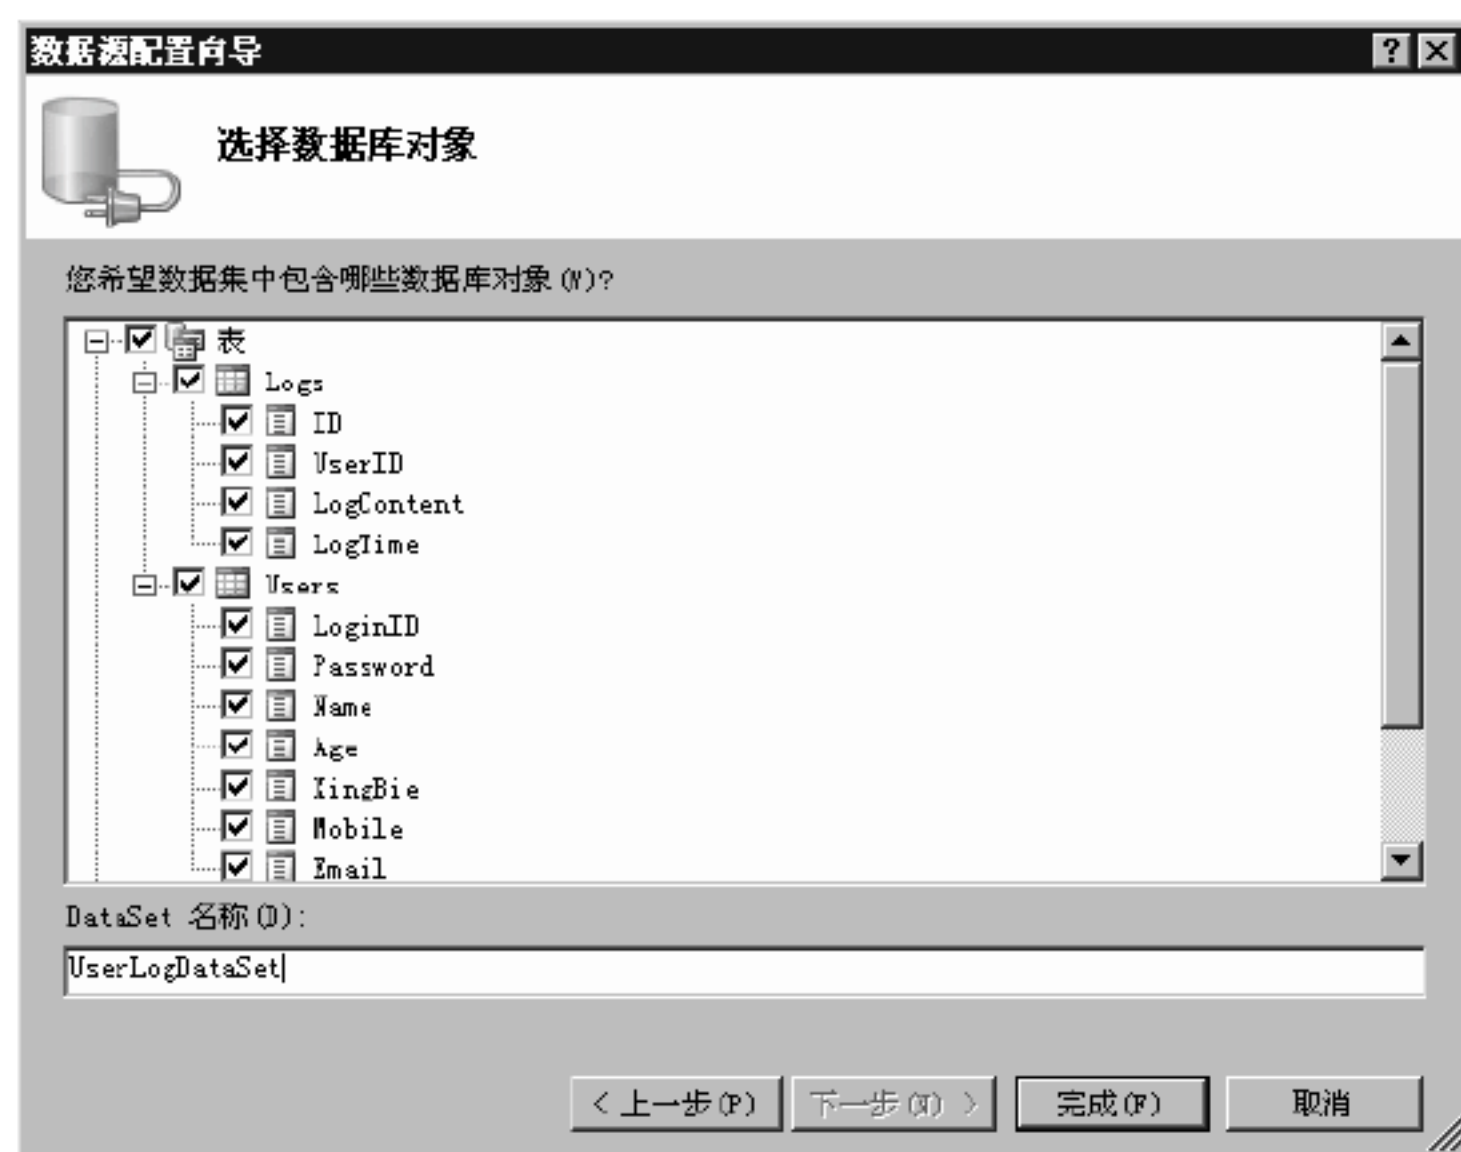 数据源配置向导
选择数据库对象
您希望数据集中包含哪些数据库对象(W)?
表
Logs
ID
UserID
LogContent
LogTime
Users
LoginID
Password
Name
Age
XingBie
Mobile
Email
DataSet 名称(D):
UserLogDataSet
< 上一步(P) 下一步(N) > 完成(F) 取消